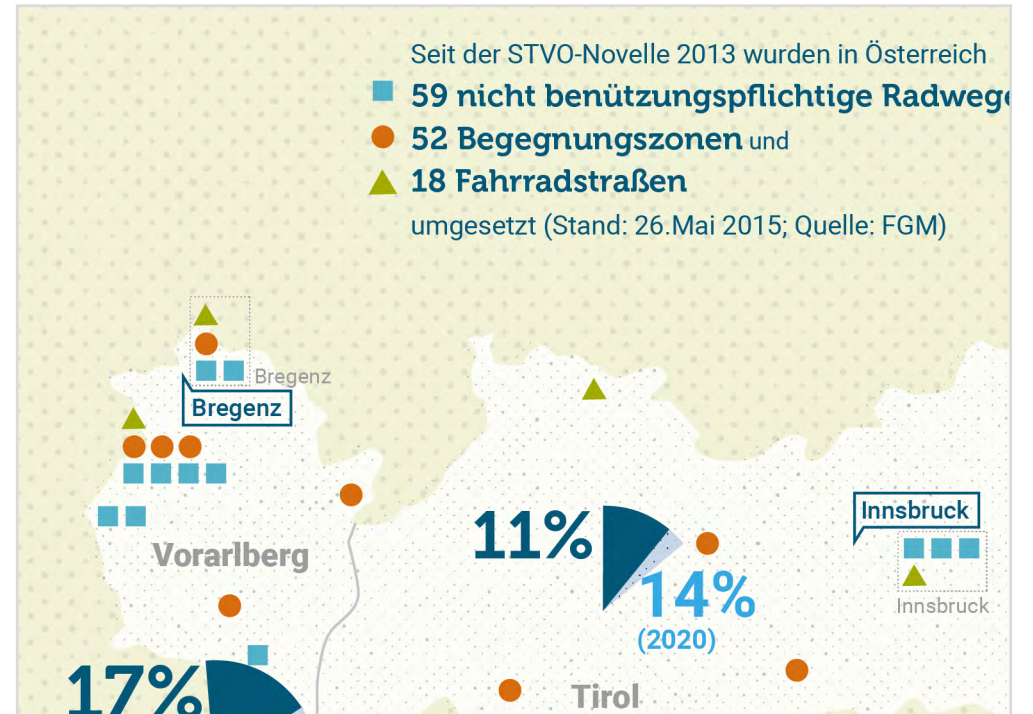 Seit der STVO-Novelle 2013 wurden in Österreich
59 nicht benützungspflichtige Radwege
52 Begegnungszonen und
18 Fahrradstraßen
umgesetzt (Stand: 26.Mai 2015; Quelle: FGM)
Bregenz
Bregenz
Innsbruck
11%
Vorarlberg
14%
Innsbruck
(2020)
17%
Tirol